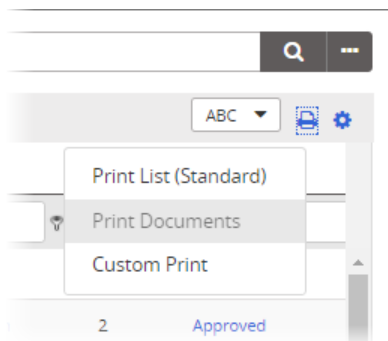 ABC
Print List (Standard)
Print Documents
Custom Print
2 Approved